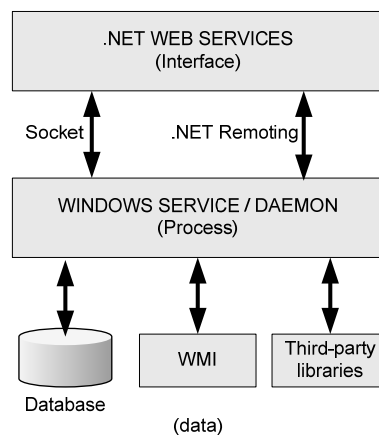 .NET WEB SERVICES
(Interface)
Socket
.NET Remoting
WINDOWS SERVICE / DAEMON
(Process)
WMI
Third-party
libraries
Database
(data)